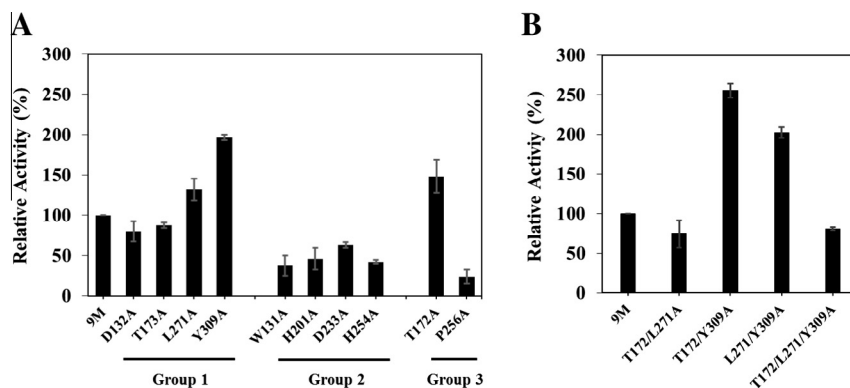 A
Relative Activity (%)
300
250
200
150
100
50
0
9M
D132A
T173A
L271A
Y309A
W131A
H201A
D233A
H254A
T172A
P256A
Group 1
Group 2
Group 3
B
Relative Activiy (%)
300
250
200
150
100
50
0
9M
T172/L271A
T172/Y309A
L271/Y309A
T172/L271/Y309A